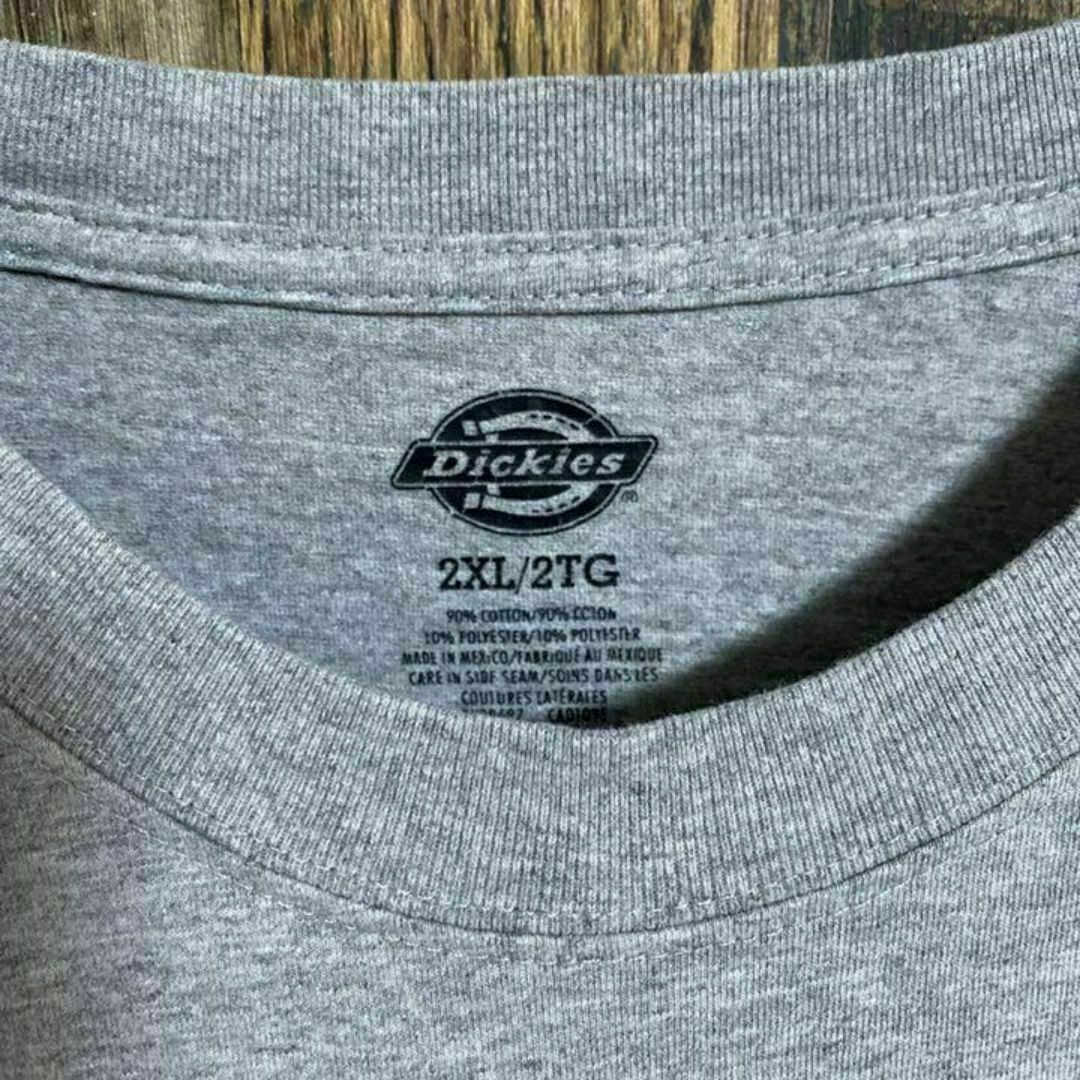 Dickies
®
2XL/2TG
90% COTTON/90% COTON
10% POLYESTER/10% POLYESTER
MADE IN MEXICO/FABRIQUÉ AU MEXIQUE
CARE IN SIDE SEAM/SOINS DANS LES
COUTURES LATÉRALES